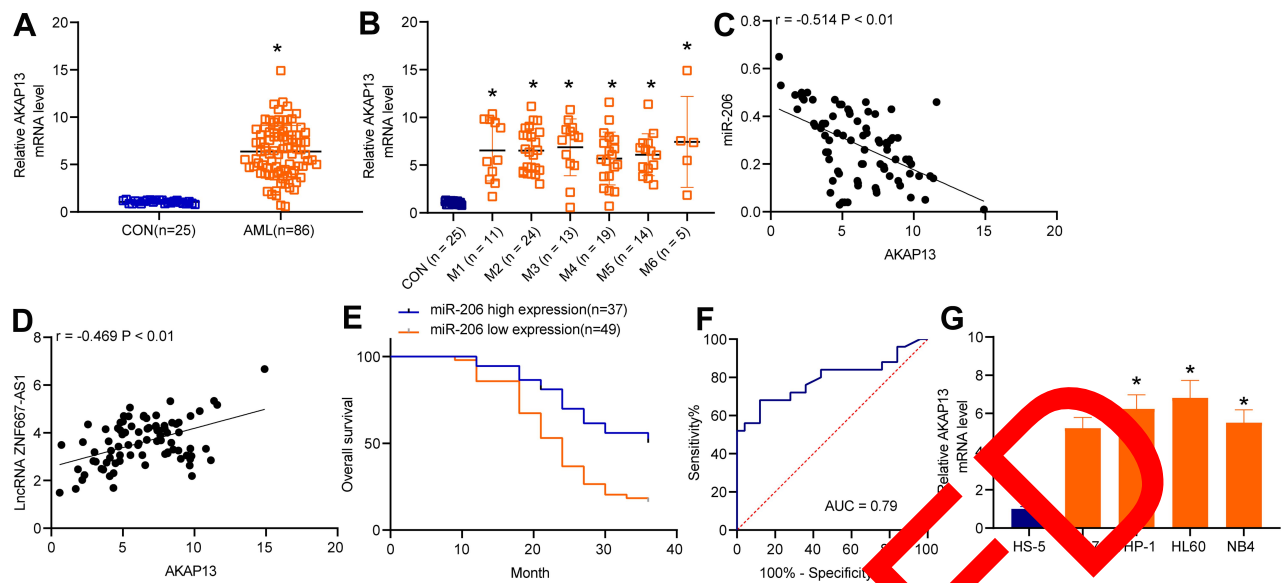 A
Relative AKAP13
mRNA level
20
15
10
5
0
*
CON(n=25)
AML(n=86)
B
Relative AKAP13
mRNA level
20
15
10
5
0
*
*
*
*
*
*
CON (n = 25)
M1 (n = 11)
M2 (n = 24)
M3 (n = 13)
M4 (n = 19)
M5 (n = 14)
M6 (n = 5)
C
r = -0.514 P < 0.01
miR-206
0.8
0.6
0.4
0.2
0.0
0
5
10
15
20
AKAP13
D
r = -0.469 P < 0.01
LncRNA ZNF667-AS1
8
6
4
2
0
0
5
10
15
20
AKAP13
E
miR-206 high expression(n=37)
miR-206 low expression(n=49)
Overall survival
100
50
0
0
10
20
30
40
Month
F
Sensitivity%
100
80
60
40
20
0
AUC = 0.79
0
20
40
60
100
100% - Specificity
G
Relative AKAP13
mRNA level
10
8
6
2
0
*
*
*
HS-5
HP-1
HL60
NB4